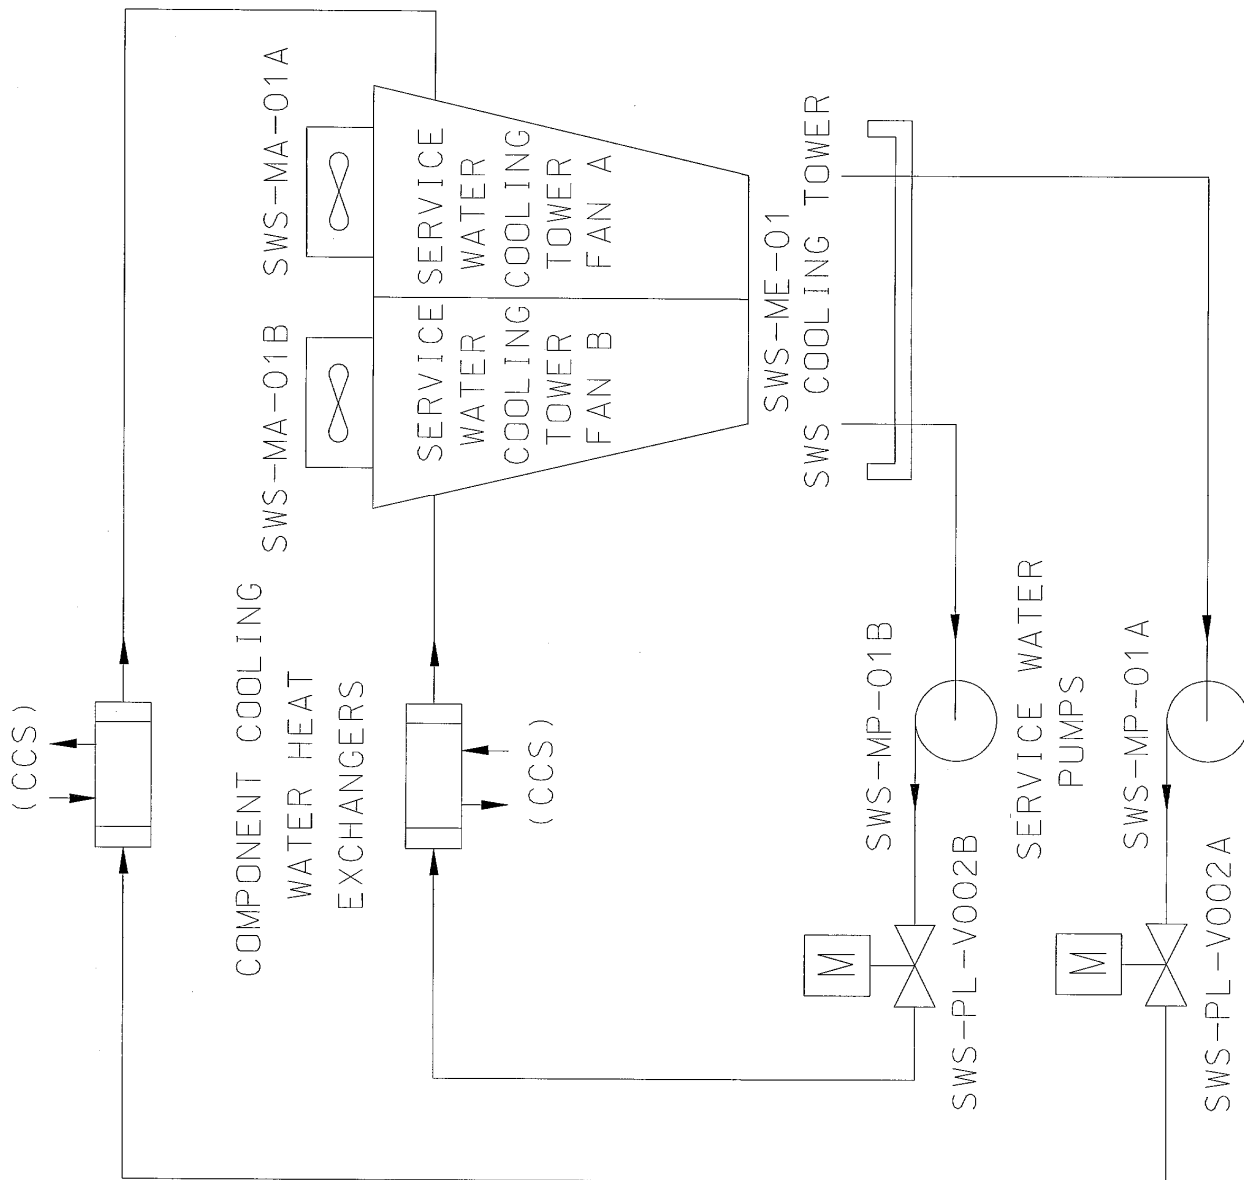 (CCS)
COMPONENT COOLING
WATER HEAT
EXCHANGERS
(CCS)
SWS-MA-01B
SWS-MA-01A
SERVICE
WATER
COOLING
TOWER
FAN B
SERVICE
WATER
COOLING
TOWER
FAN A
SWS-ME-01
SWS COOLING TOWER
M
SWS-MP-01B
SWS-PL-V002B
SERVICE WATER
PUMPS
M
SWS-MP-01A
SWS-PL-V002A